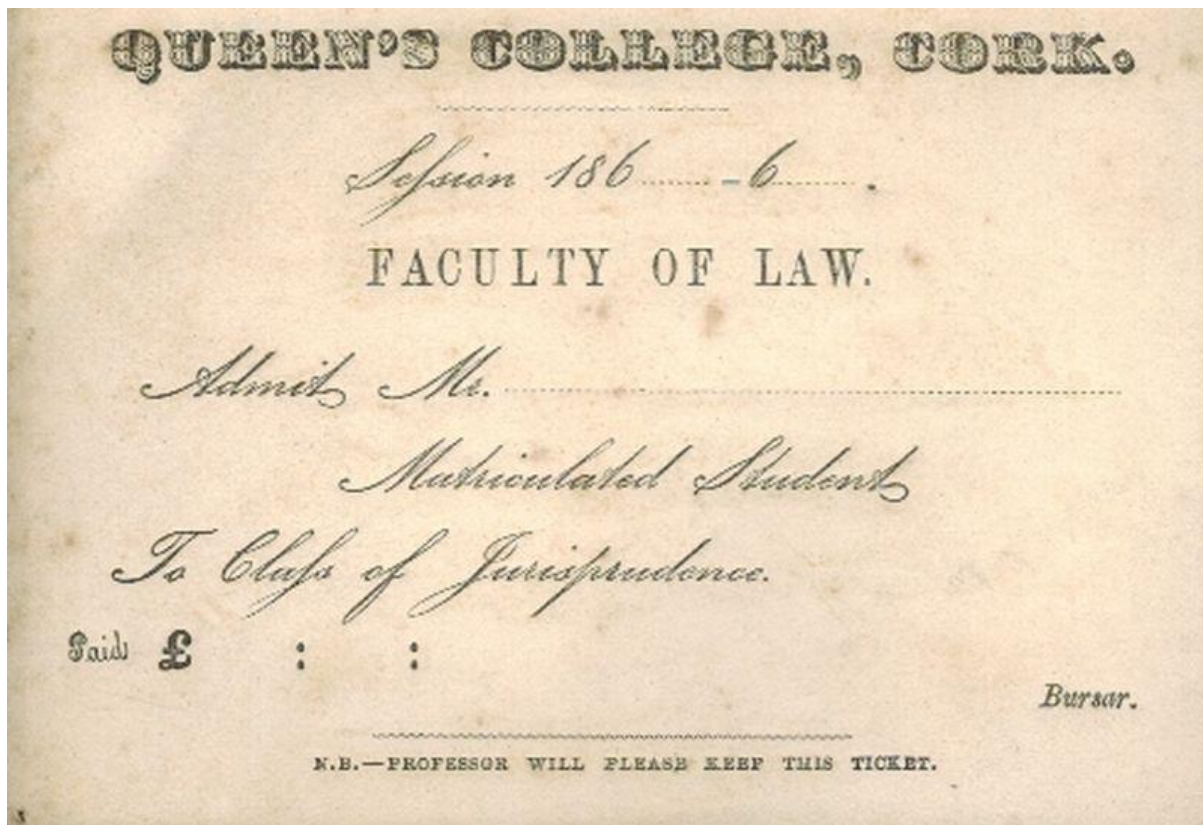 QUEEN'S COLLEGE, CORK.
Seſsion 186........-6........ .
FACULTY OF LAW.
Admit Mr. ................................
Matriculated Student
To Claſs of Jurisprudence.
Paid £ : :
Bursar.
N.B.—PROFESSOR WILL PLEASE KEEP THIS TICKET.